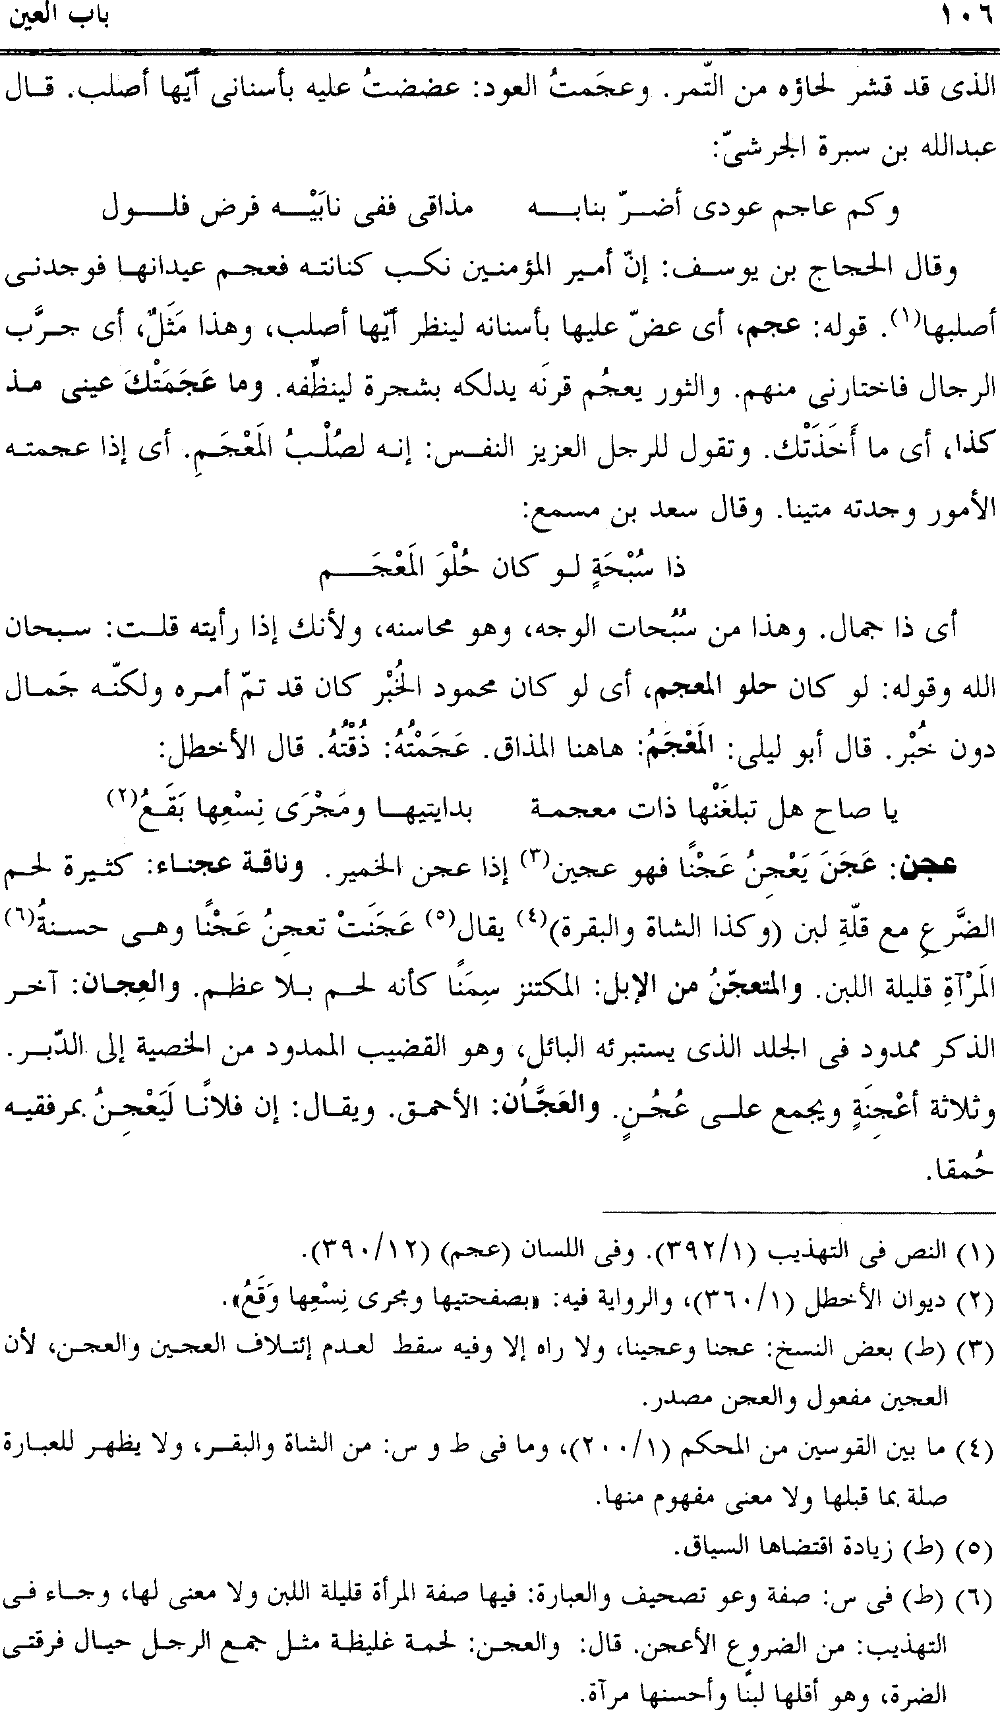 ١٠٦ باب العين
الذى قد قشر لحاؤه من التّمر. وعجَمتُ العود: عضضتُ عليه بأسنانى أيّها أصلب. قال
عبدالله بن سبرة الجرشىّ:
وكم عاجم عودى أضرّ بنابه مذاقى ففى نابَيْه فرض فلول
وقال الحجاج بن يوسف: إنّ أمير المؤمنين نكب كنانته فعجم عيدانها فوجدنى
أصلبها(١). قوله: عجم، أى عضّ عليها بأسنانه لينظر أيّها أصلب، وهذا مَثَلٌ، أى جرَّب
الرجال فاختارنى منهم. والثور يعجُم قرنَه يدلكه بشجرة لينظّفه. وما عَجَمَتْكَ عينى مذ
كذا، أى ما أَخَذَتْك. وتقول للرجل العزيز النفس: إنه لصُلْبُ المَعْجَمِ. أى إذا عجمته
الأمور وجدته متينا. وقال سعد بن مسمع:
ذا سُبْحَةٍ لو كان حُلْوَ المَعْجَم
أى ذا جمال. وهذا من سُبُحات الوجه، وهو محاسنه، ولأنك إذا رأيته قلت: سبحان
الله وقوله: لو كان حلو المعجم، أى لو كان محمود الخُبْر كان قد تمّ أمره ولكنّه جَمال
دون خُبْر. قال أبو ليلى: المَعْجَمُ: هاهنا المذاق. عَجَمْتُهُ: ذُقْتُهُ. قال الأخطل:
يا صاح هل تبلغَنْها ذات معجمة بدايتيها ومَجْرَى نِسْعِها بَقَعُ(٢)
عجن: عَجَنَ يَعْجِنُ عَجْنًا فهو عجين(٣) إذا عجن الخمير. وناقة عجناء: كثيرة لحم
الضَّرعِ مع قلّةِ لبن (وكذا الشاة والبقرة)(٤) يقال(٥) عَجَنَتْ تعجنُ عَجْنًا وهى حسنةُ(٦)
المَرْآةِ قليلة اللبن. والمتعجّنُ من الإبل: المكتنز سِمَنًا كأنه لحم بلا عظم. والعِجان: آخر
الذكر ممدود فى الجلد الذى يستبرئه البائل، وهو القضيب الممدود من الخصية إلى الدّبر.
وثلاثة أعْجِنَةٍ ويجمع على عُجُنٍ. والعَجَّانُ: الأحمق. ويقال: إن فلانًا لَيَعْجِنُ بمرفقيه
حُمقا.
(١) النص فى التهذيب (٣٩٢/١). وفى اللسان (عجم) (٣٩٠/١٢).
(٢) ديوان الأخطل (٣٦٠/١)، والرواية فيه: «بصفحتيها ومجرى نِسْعِها وَقَعُ».
(٣) (ط) بعض النسخ: عجنا وعجينا، ولا راه إلا وفيه سقط لعدم إئتلاف العجين والعجن، لأن
العجين مفعول والعجن مصدر.
(٤) ما بين القوسين من المحكم (٢٠٠/١)، وما فى ط و س: من الشاة والبقر، ولا يظهر للعبارة
صلة بما قبلها ولا معنى مفهوم منها.
(٥) (ط) زيادة اقتضاها السياق.
(٦) (ط) فى س: صفة وعو تصحيف والعبارة: فيها صفة المرأة قليلة اللبن ولا معنى لها، وجاء فى
التهذيب: من الضروع الأعجن. قال: والعجن: لحمة غليظة مثل جمع الرجل حيال فرقتى
الضرة، وهو أقلها لبنًا وأحسنها مرآة.